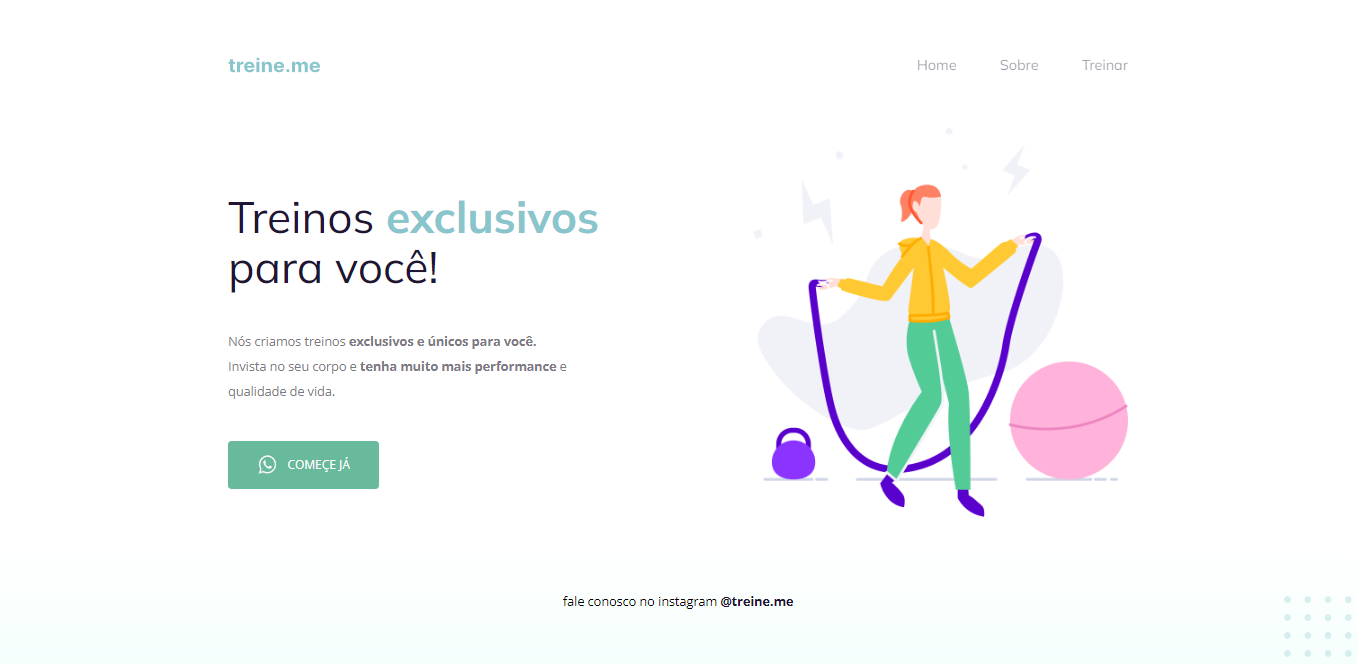 treine.me
Home Sobre Treinar
Treinos exclusivos
para você!
Nós criamos treinos exclusivos e únicos para você.
Invista no seu corpo e tenha muito mais performance e
qualidade de vida.
COMEÇE JÁ
fale conosco no instagram @treine.me